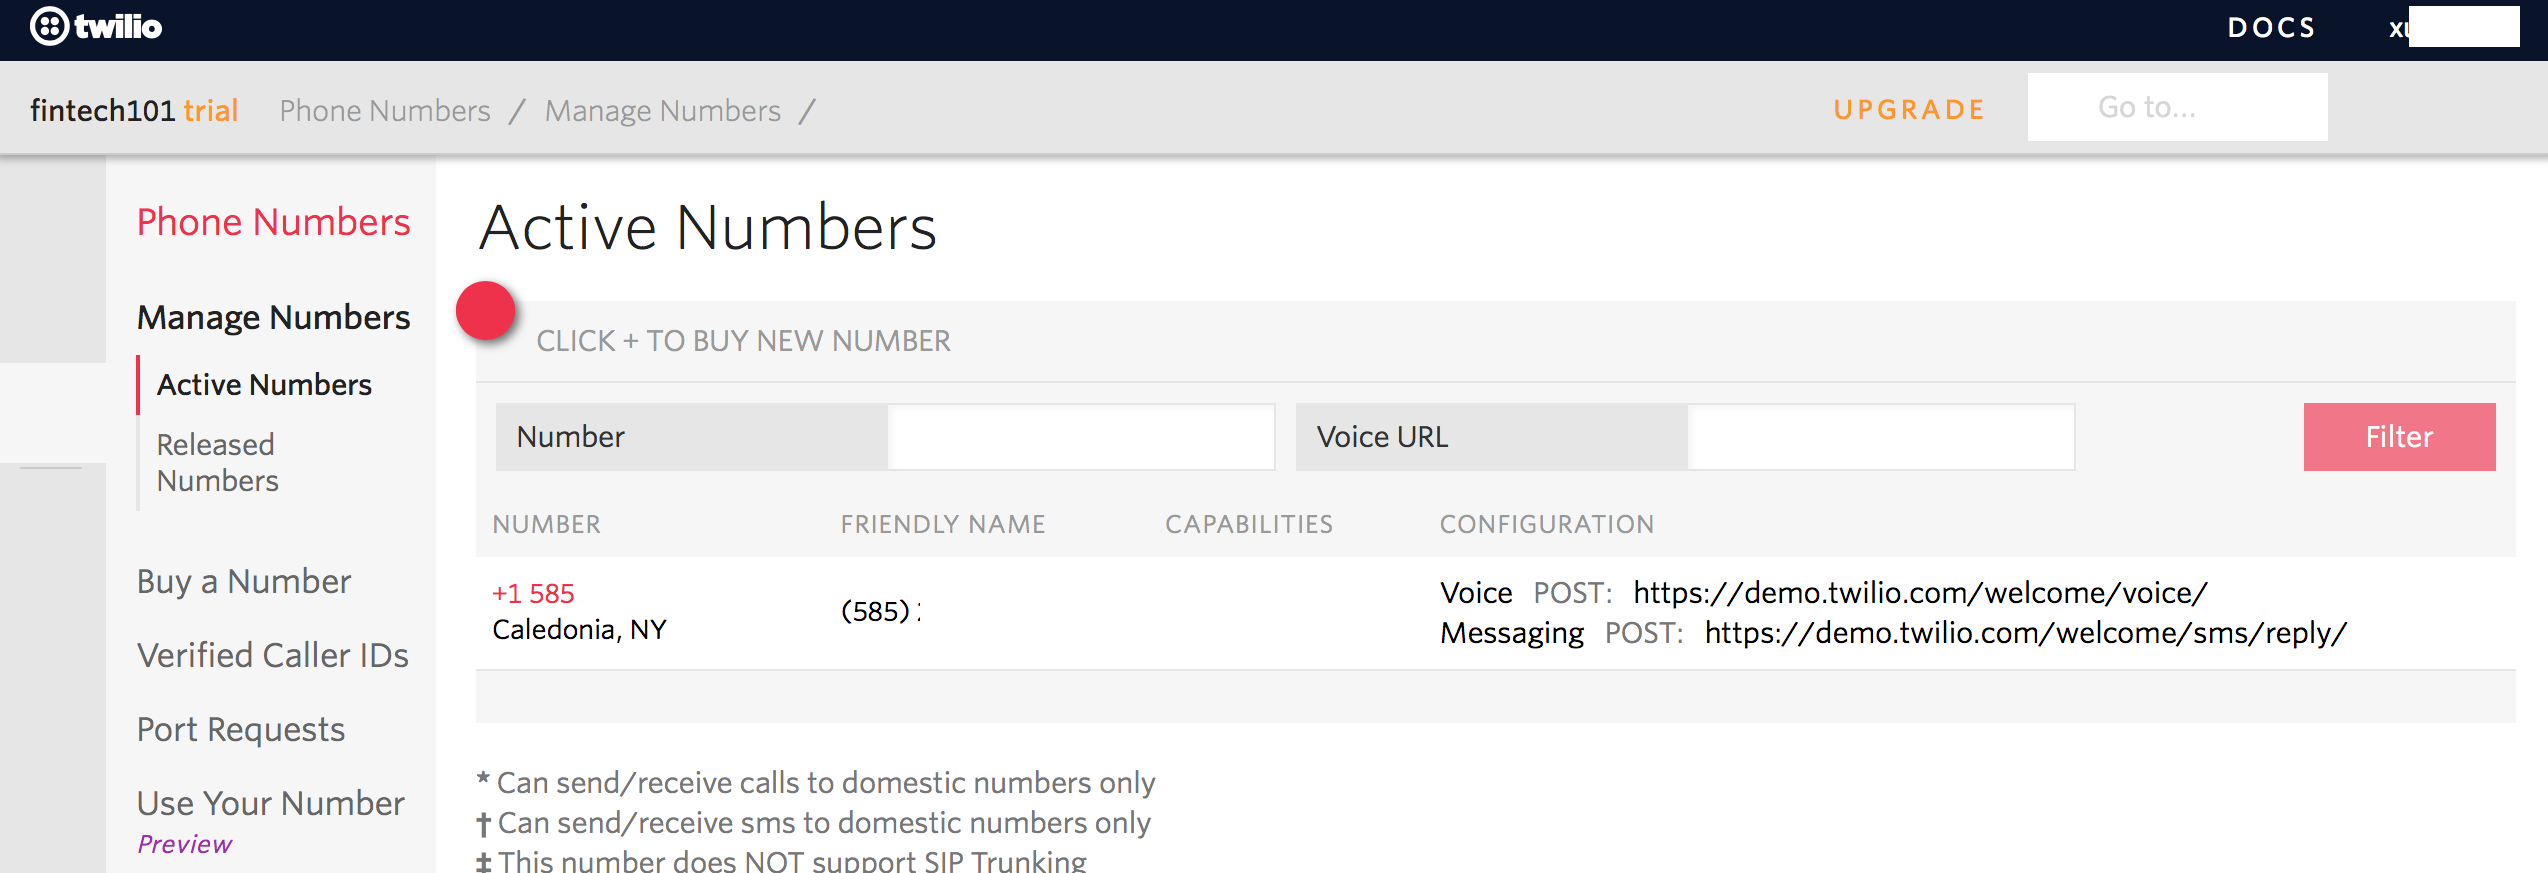 twilio
DOCS
fintech101 trial Phone Numbers / Manage Numbers /
UPGRADE
Go to...
Phone Numbers
Manage Numbers
Active Numbers
Released
Numbers
Buy a Number
Verified Caller IDs
Port Requests
Use Your Number
Preview
Active Numbers
CLICK + TO BUY NEW NUMBER
Number
Voice URL
Filter
NUMBER FRIENDLY NAME CAPABILITIES CONFIGURATION
+1 585
Caledonia, NY
(585)
Voice POST: https://demo.twilio.com/welcome/voice/
Messaging POST: https://demo.twilio.com/welcome/sms/reply/
* Can send/receive calls to domestic numbers only
† Can send/receive sms to domestic numbers only
‡ This number does NOT support SIP Trunking